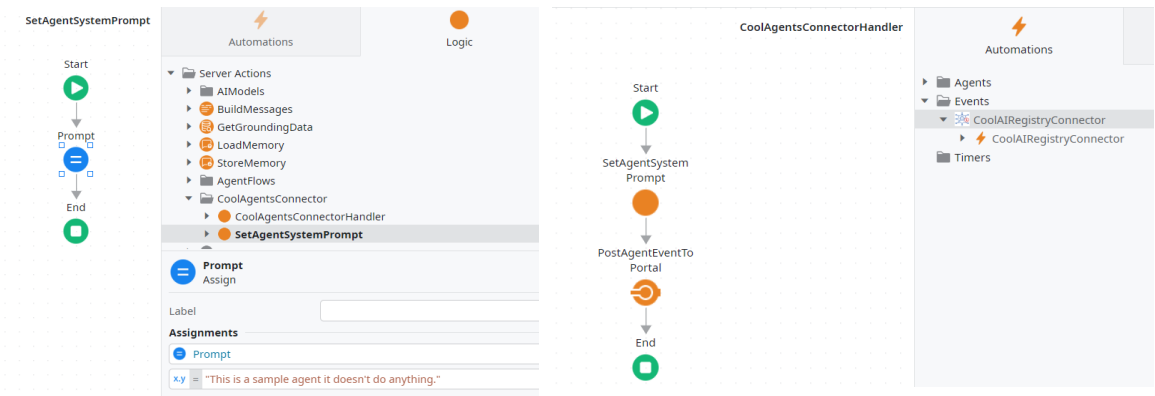 SetAgentSystemPrompt
Start
Prompt
End
Automations
Logic
Server Actions
AIModels
BuildMessages
GetGroundingData
LoadMemory
StoreMemory
AgentFlows
CoolAgentsConnector
CoolAgentsConnectorHandler
SetAgentSystemPrompt
Prompt
Assign
Label
Assignments
Prompt
x.y = "This is a sample agent it doesn't do anything."
CoolAgentsConnectorHandler
Start
SetAgentSystem
Prompt
PostAgentEventTo
Portal
End
Automations
Agents
Events
CoolAIRegistryConnector
CoolAIRegistryConnector
Timers